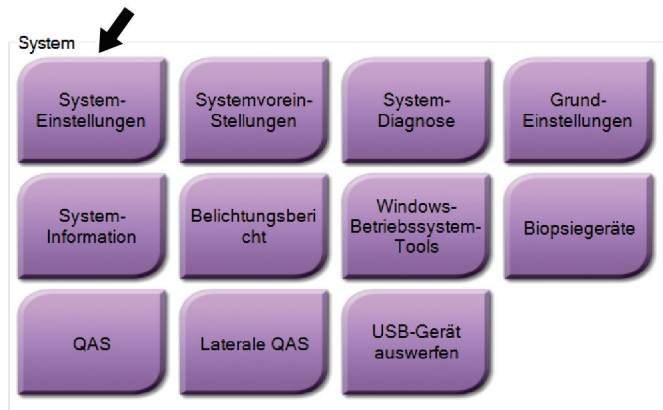 System
System-
Einstellungen
Systemvorein-
Stellungen
System-
Diagnose
Grund-
Einstellungen
System-
Information
Belichtungsberi
cht
Windows-
Betriebssystem-
Tools
Biopsiegeräte
QAS
Laterale QAS
USB-Gerät
auswerfen